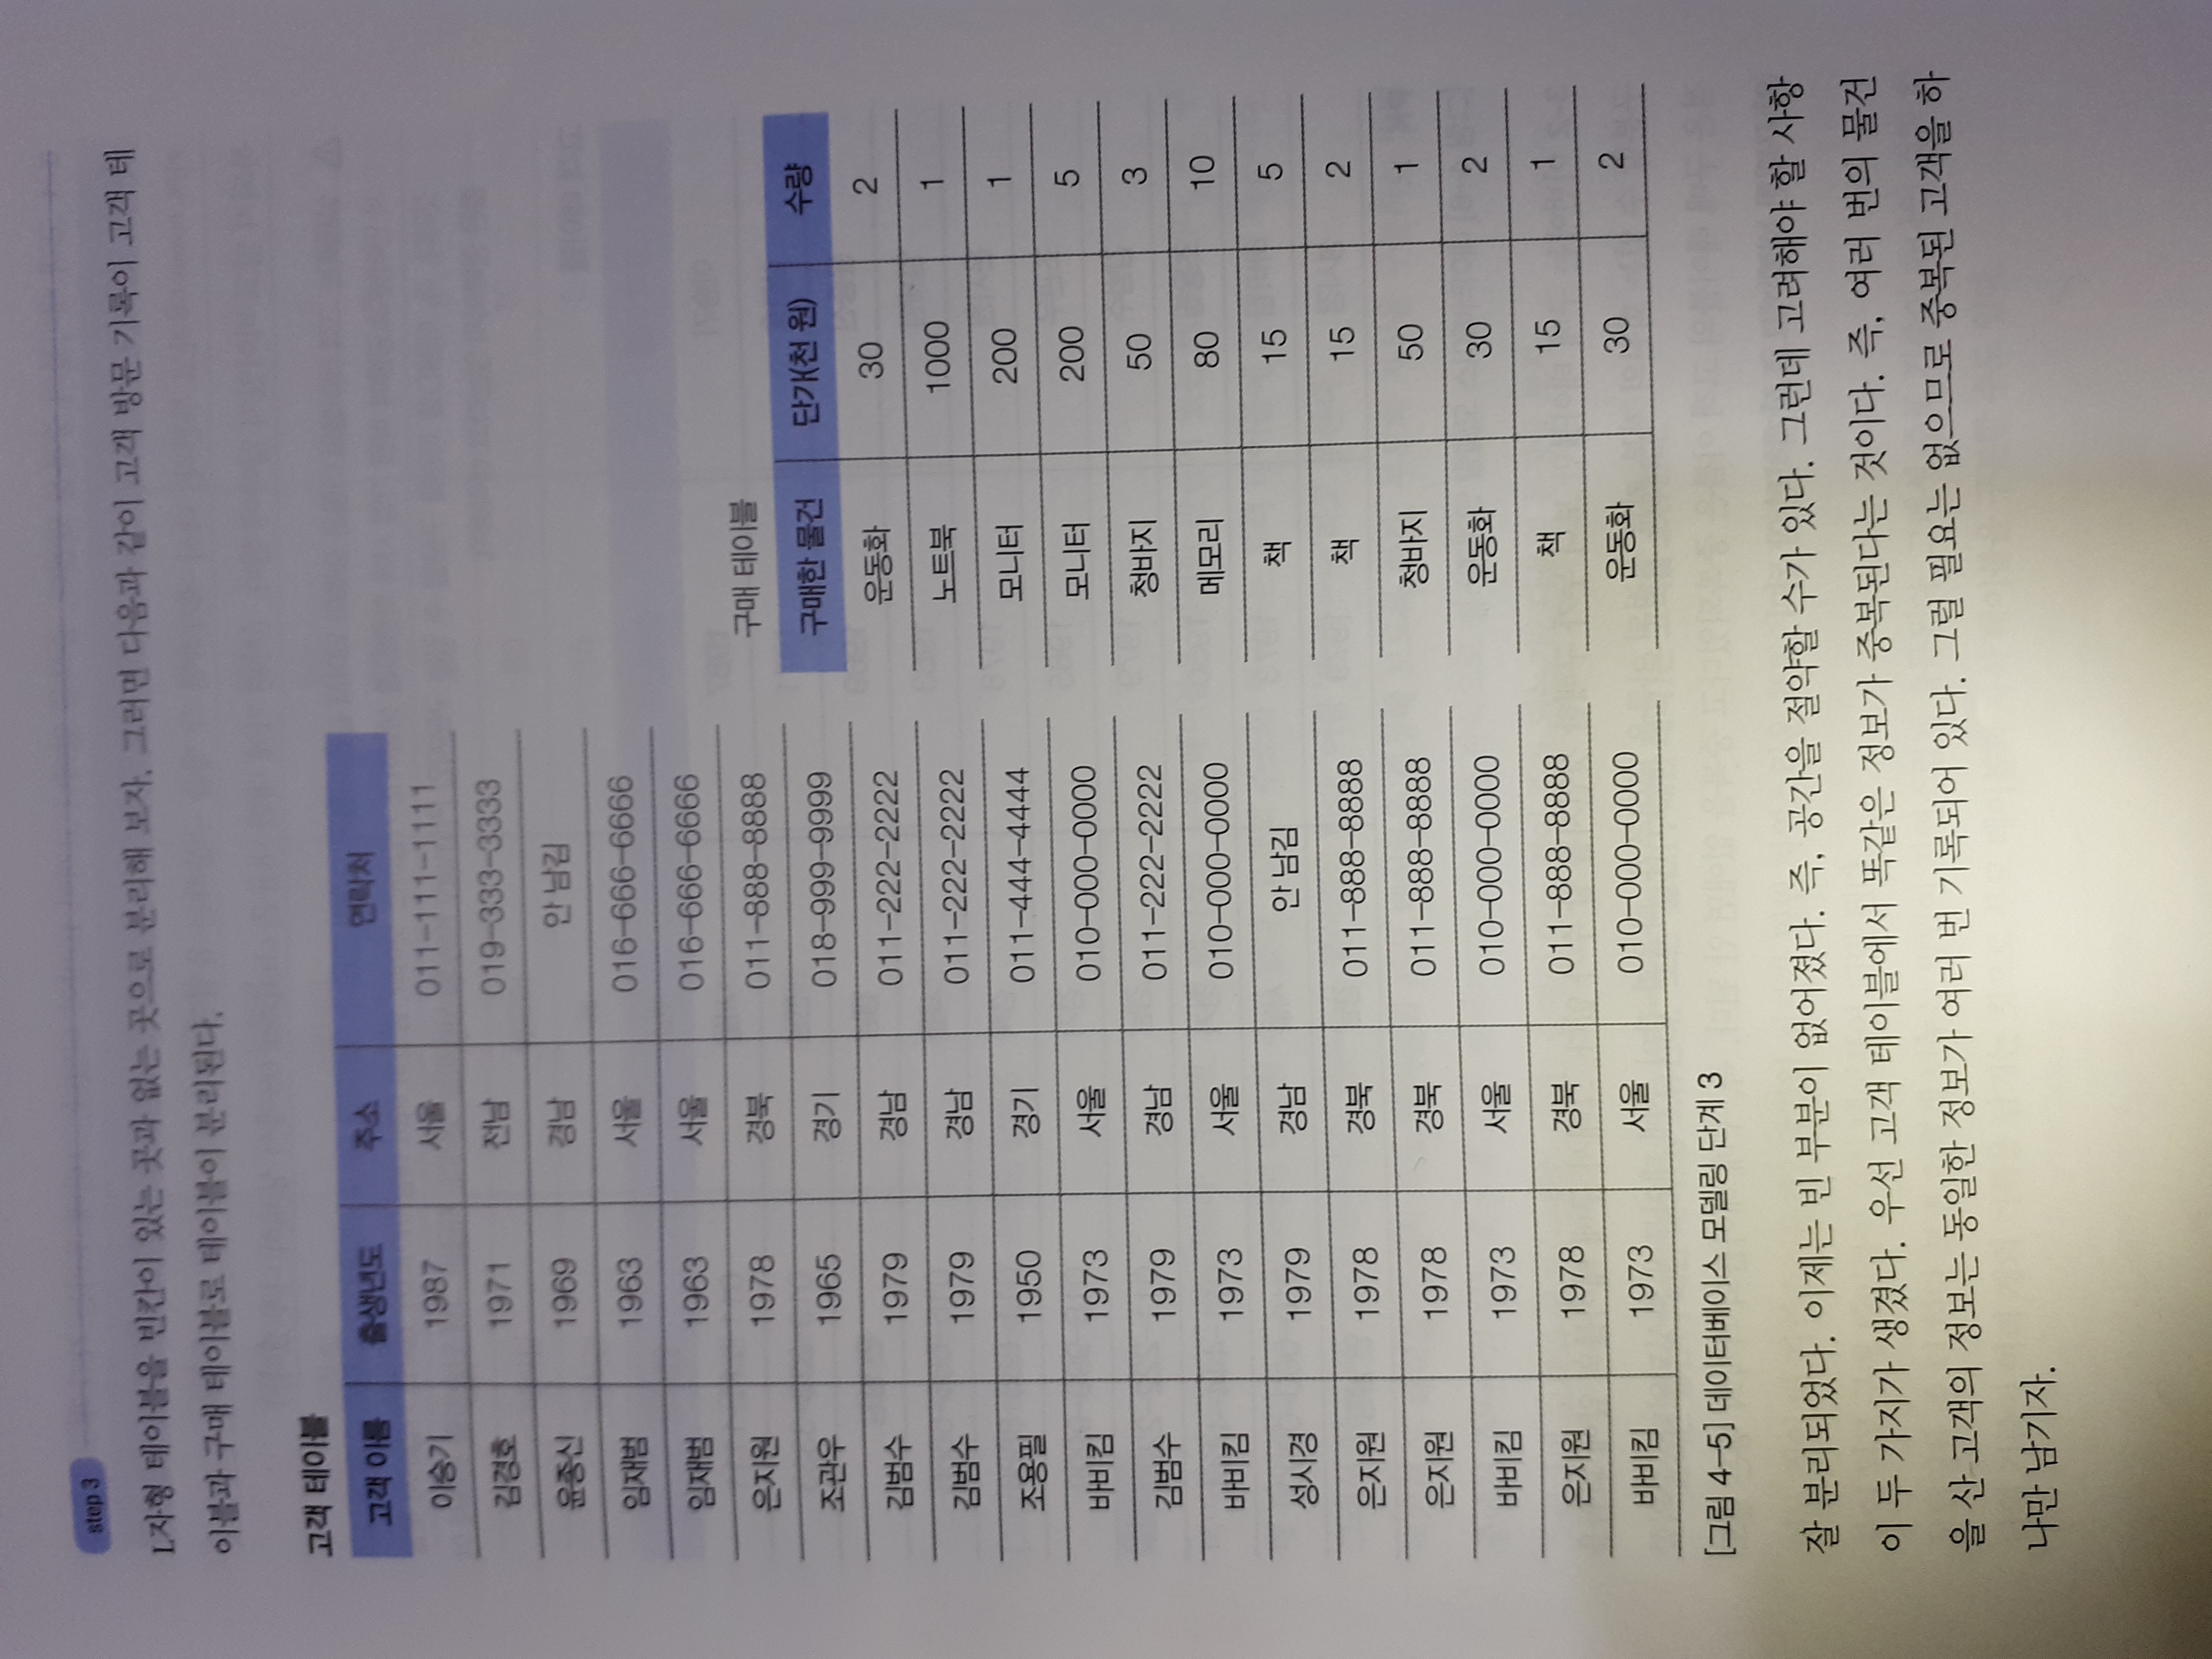 step 3
L자형 테이블을 빈칸이 있는 곳과 없는 곳으로 분리해 보자. 그러면 다음과 같이 고객 방문 기록이 고객 테
이블과 구매 테이블로 테이블이 분리된다.
고객 테이블
고객 이름 출생년도 주소 연락처
이승기 1987 서울 011-111-1111
김경호 1971 전남 019-333-3333
윤종신 1969 경남 안 남김
임재범 1963 서울 016-666-6666
임재범 1963 서울 016-666-6666
은지원 1978 경북 011-888-8888
조관우 1965 경기 018-999-9999
김범수 1979 경남 011-222-2222
김범수 1979 경남 011-222-2222
조용필 1950 경기 011-444-4444
바비킴 1973 서울 010-000-0000
김범수 1979 경남 011-222-2222
바비킴 1973 서울 010-000-0000
성시경 1979 경남 안 남김
은지원 1978 경북 011-888-8888
은지원 1978 경북 011-888-8888
바비킴 1973 서울 010-000-0000
은지원 1978 경북 011-888-8888
바비킴 1973 서울 010-000-0000
구매 테이블
구매한 물건 단가(천 원) 수량
운동화 30 2
노트북 1000 1
모니터 200 1
모니터 200 5
청바지 50 3
메모리 80 10
책 15 5
책 15 2
청바지 50 1
운동화 30 2
책 15 1
운동화 30 2
[그림 4-5] 데이터베이스 모델링 단계 3
잘 분리되었다. 이제는 빈 부분이 없어졌다. 즉, 공간을 절약할 수가 있다. 그런데 고려해야 할 사항
이 두 가지가 생겼다. 우선 고객 테이블에서 똑같은 정보가 중복된다는 것이다. 즉, 여러 번의 물건
을 산 고객의 정보는 동일한 정보가 여러 번 기록되어 있다. 그럴 필요는 없으므로 중복된 고객을 하
나만 남기자.